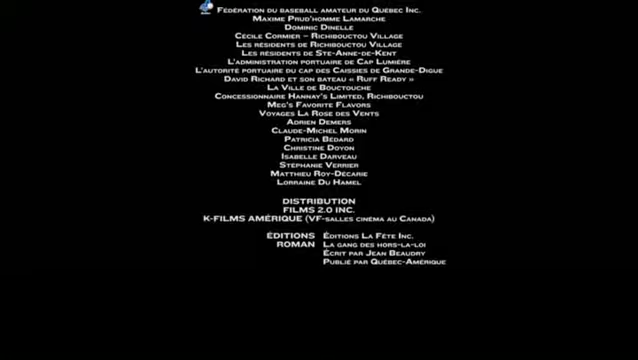 Fédération du baseball amateur du Québec Inc.
Maxime Prud'homme Lamarche
Dominic Dinelle
Cécile Cormier – Richibouctou Village
Les résidents de Richibouctou Village
Les résidents de Ste-Anne-de-Kent
L'administration portuaire de Cap Lumière
L'autorité portuaire du cap des Caissies de Grande-Digue
David Richard et son bateau « Ruff Ready »
La Ville de Bouctouche
Concessionnaire Hannay's Limited, Richibouctou
Meg's Favorite Flavors
Voyages La Rose des Vents
Adrien Demers
Claude-Michel Morin
Patricia Bédard
Christine Doyon
Isabelle Darveau
Stéphanie Verrier
Matthieu Roy-Décarie
Lorraine Du Hamel
DISTRIBUTION
FILMS 2.0 INC.
K-FILMS AMÉRIQUE (VF-salles cinéma au Canada)
ÉDITIONS Éditions La Fête Inc.
ROMAN La gang des hors-la-loi
Écrit par Jean Beaudry
Publié par Québec-Amérique